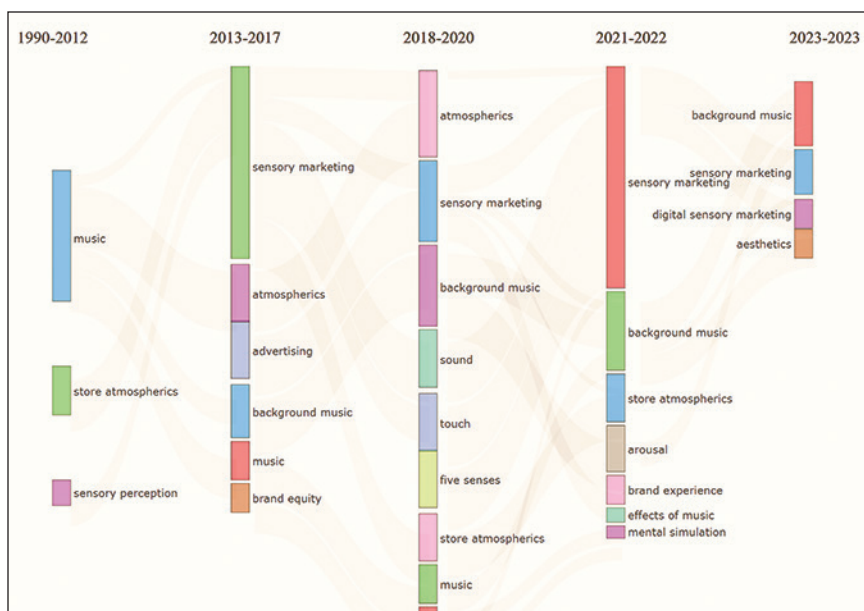 1990-2012
2013-2017
2018-2020
2021-2022
2023-2023
music
store atmospherics
sensory perception
sensory marketing
atmospherics
advertising
background music
music
brand equity
atmospherics
sensory marketing
background music
sound
touch
five senses
store atmospherics
music
sensory marketing
background music
store atmospherics
arousal
brand experience
effects of music
mental simulation
background music
sensory marketing
digital sensory marketing
aesthetics